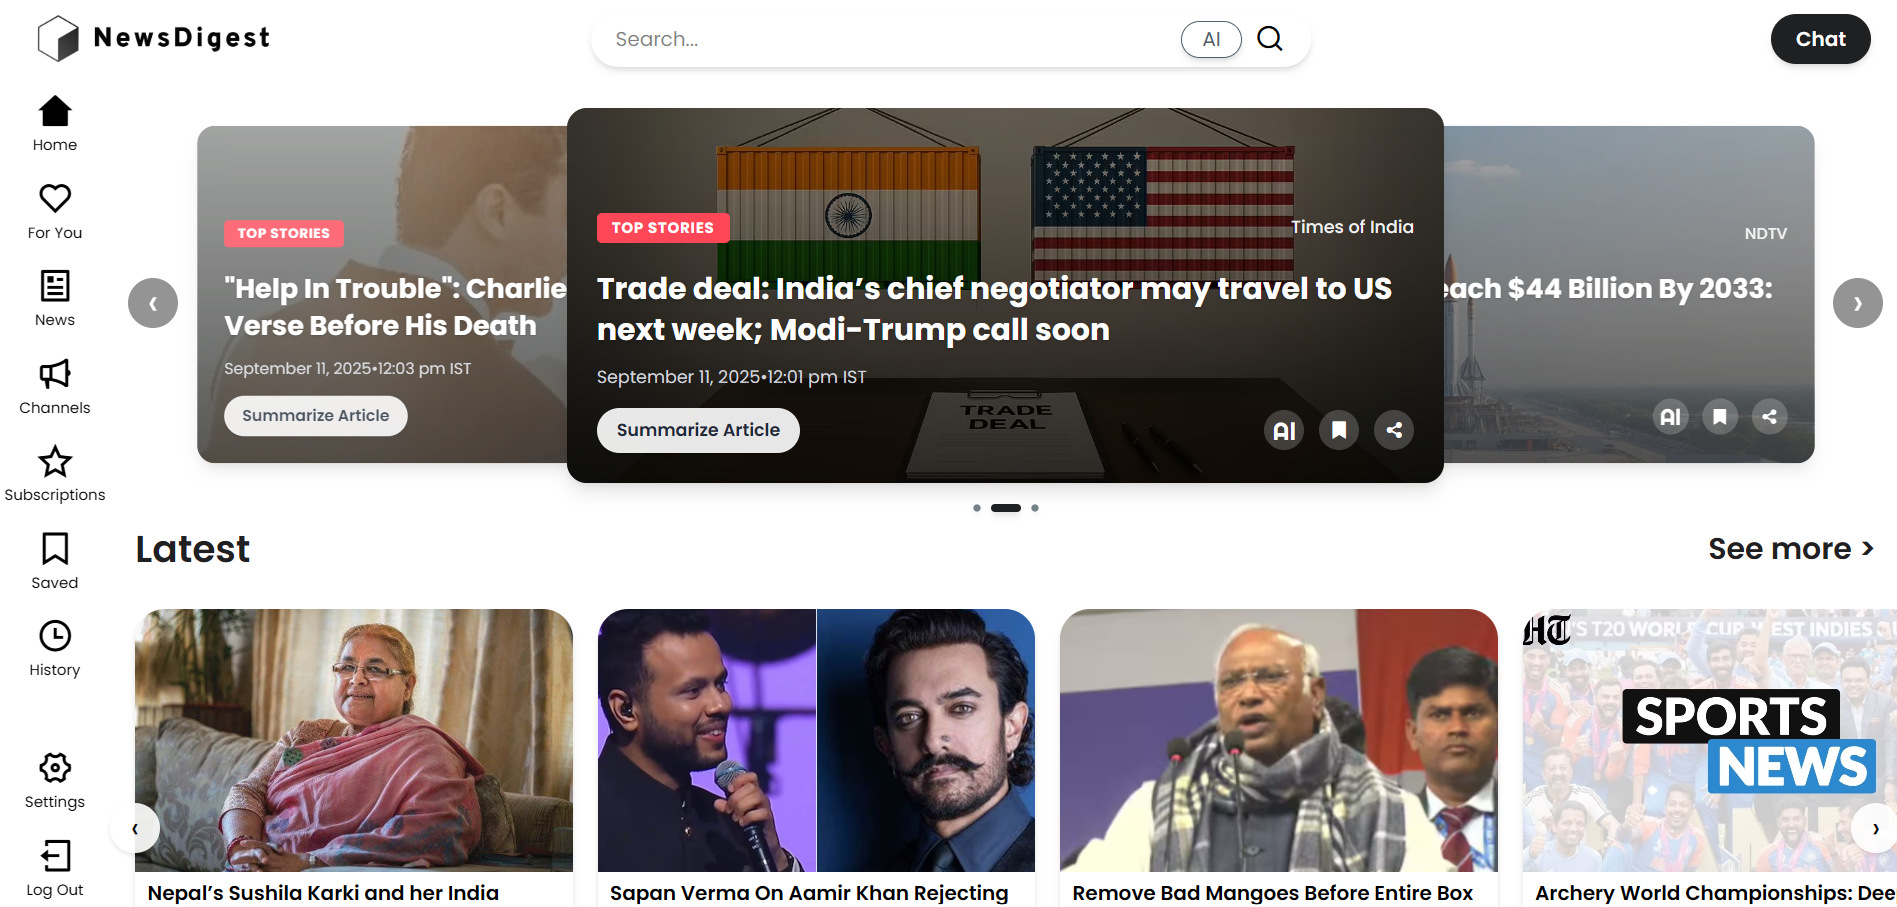 NewsDigest
Search...
AI
Chat
Home
For You
News
Channels
Subscriptions
Saved
History
Settings
Log Out
TOP STORIES
"Help In Trouble": Charlie
Verse Before His Death
September 11, 2025•12:03 pm IST
Summarize Article
TOP STORIES
Times of India
Trade deal: India’s chief negotiator may travel to US
next week; Modi-Trump call soon
September 11, 2025•12:01 pm IST
TRADE
DEAL
Summarize Article
AI
NDTV
each $44 Billion By 2033:
AI
Latest
See more >
HT
'S T20 WORLD CUP WEST INDIES
SPORTS
NEWS
Nepal’s Sushila Karki and her India
Sapan Verma On Aamir Khan Rejecting
Remove Bad Mangoes Before Entire Box
Archery World Championships: Dee